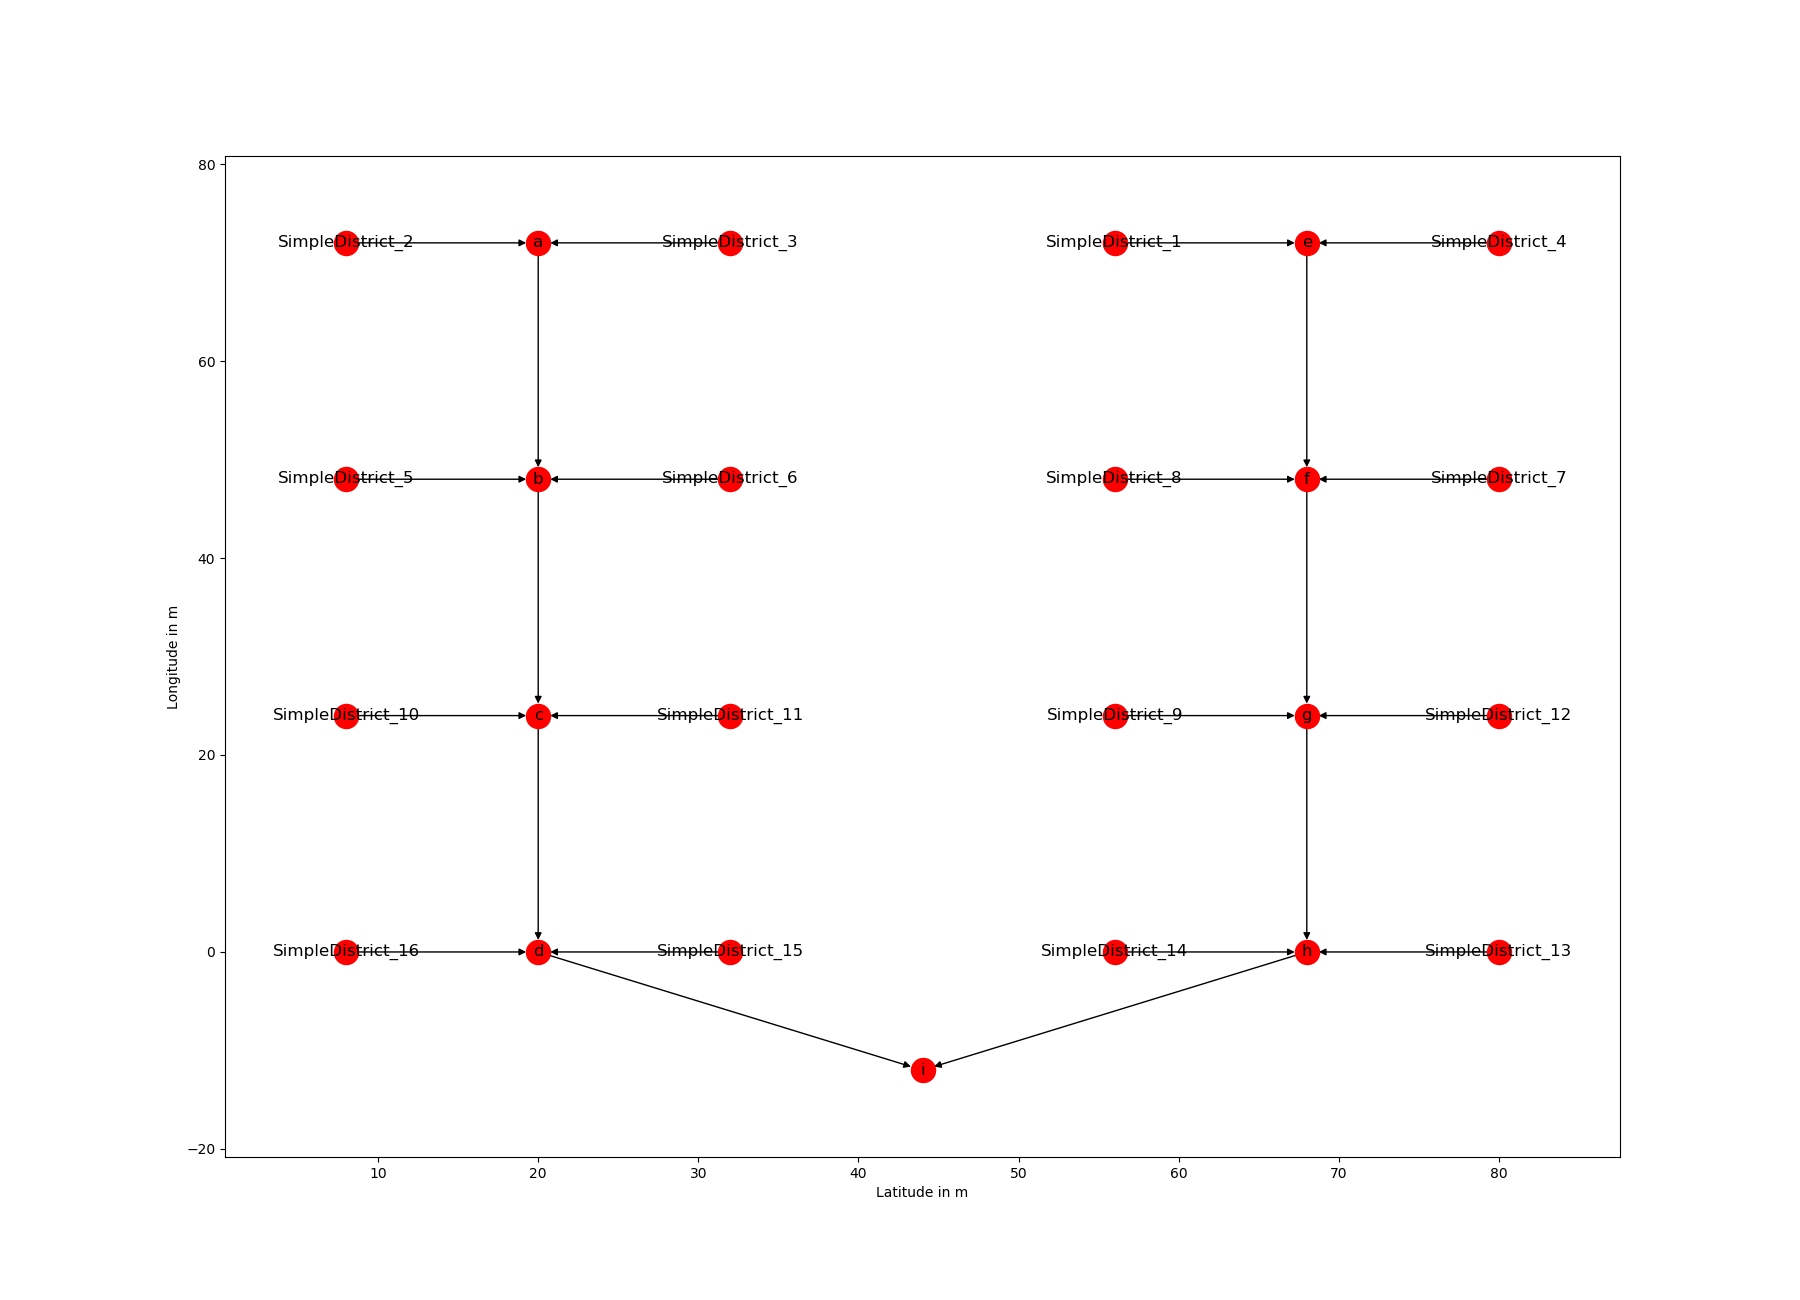 80
SimpleDistrict_2 a SimpleDistrict_3 SimpleDistrict_1 e SimpleDistrict_4
60
SimpleDistrict_5 b SimpleDistrict_6 SimpleDistrict_8 f SimpleDistrict_7
40
Longitude in m
SimpleDistrict_10 c SimpleDistrict_11 SimpleDistrict_9 g SimpleDistrict_12
20
0
SimpleDistrict_16 d SimpleDistrict_15 SimpleDistrict_14 h SimpleDistrict_13
i
−20
10 20 30 40 50 60 70 80
Latitude in m